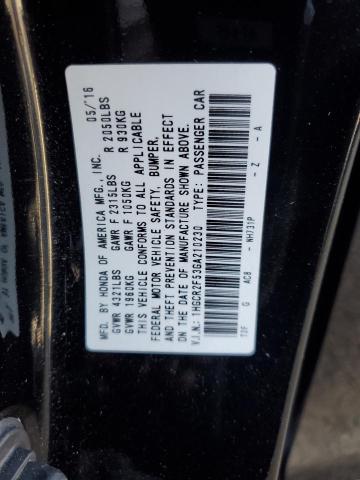 MFD. BY HONDA OF AMERICA MFG., INC. 05/'16
GVWR 4321LBS GAWR F 2315LBS R 2050LBS
GVWR 1960KG GAWR F 1050KG R 930KG
THIS VEHICLE CONFORMS TO ALL APPLICABLE
FEDERAL MOTOR VEHICLE SAFETY, BUMPER,
AND THEFT PREVENTION STANDARDS IN EFFECT
ON THE DATE OF MANUFACTURE SHOWN ABOVE.
V.I.N.: 1HGCR2F53GA210230 TYPE: PASSENGER CAR
T2F G AC8 - NH731P - Z - A